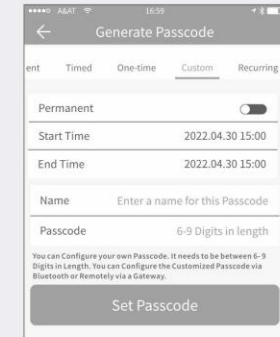 A&AT 16:59
Generate Passcode
ent Timed One-time Custom Recurring
Permanent
Start Time 2022.04.30 15:00
End Time 2022.04.30 15:00
Name Enter a name for this Passcode
Passcode 6-9 Digits in length
You can Configure your own Passcode. It needs to be between 6- 9
Digits in Length. You can Configure the Customized Passcode via
Bluetooth or Remotely via a Gateway.
Set Passcode